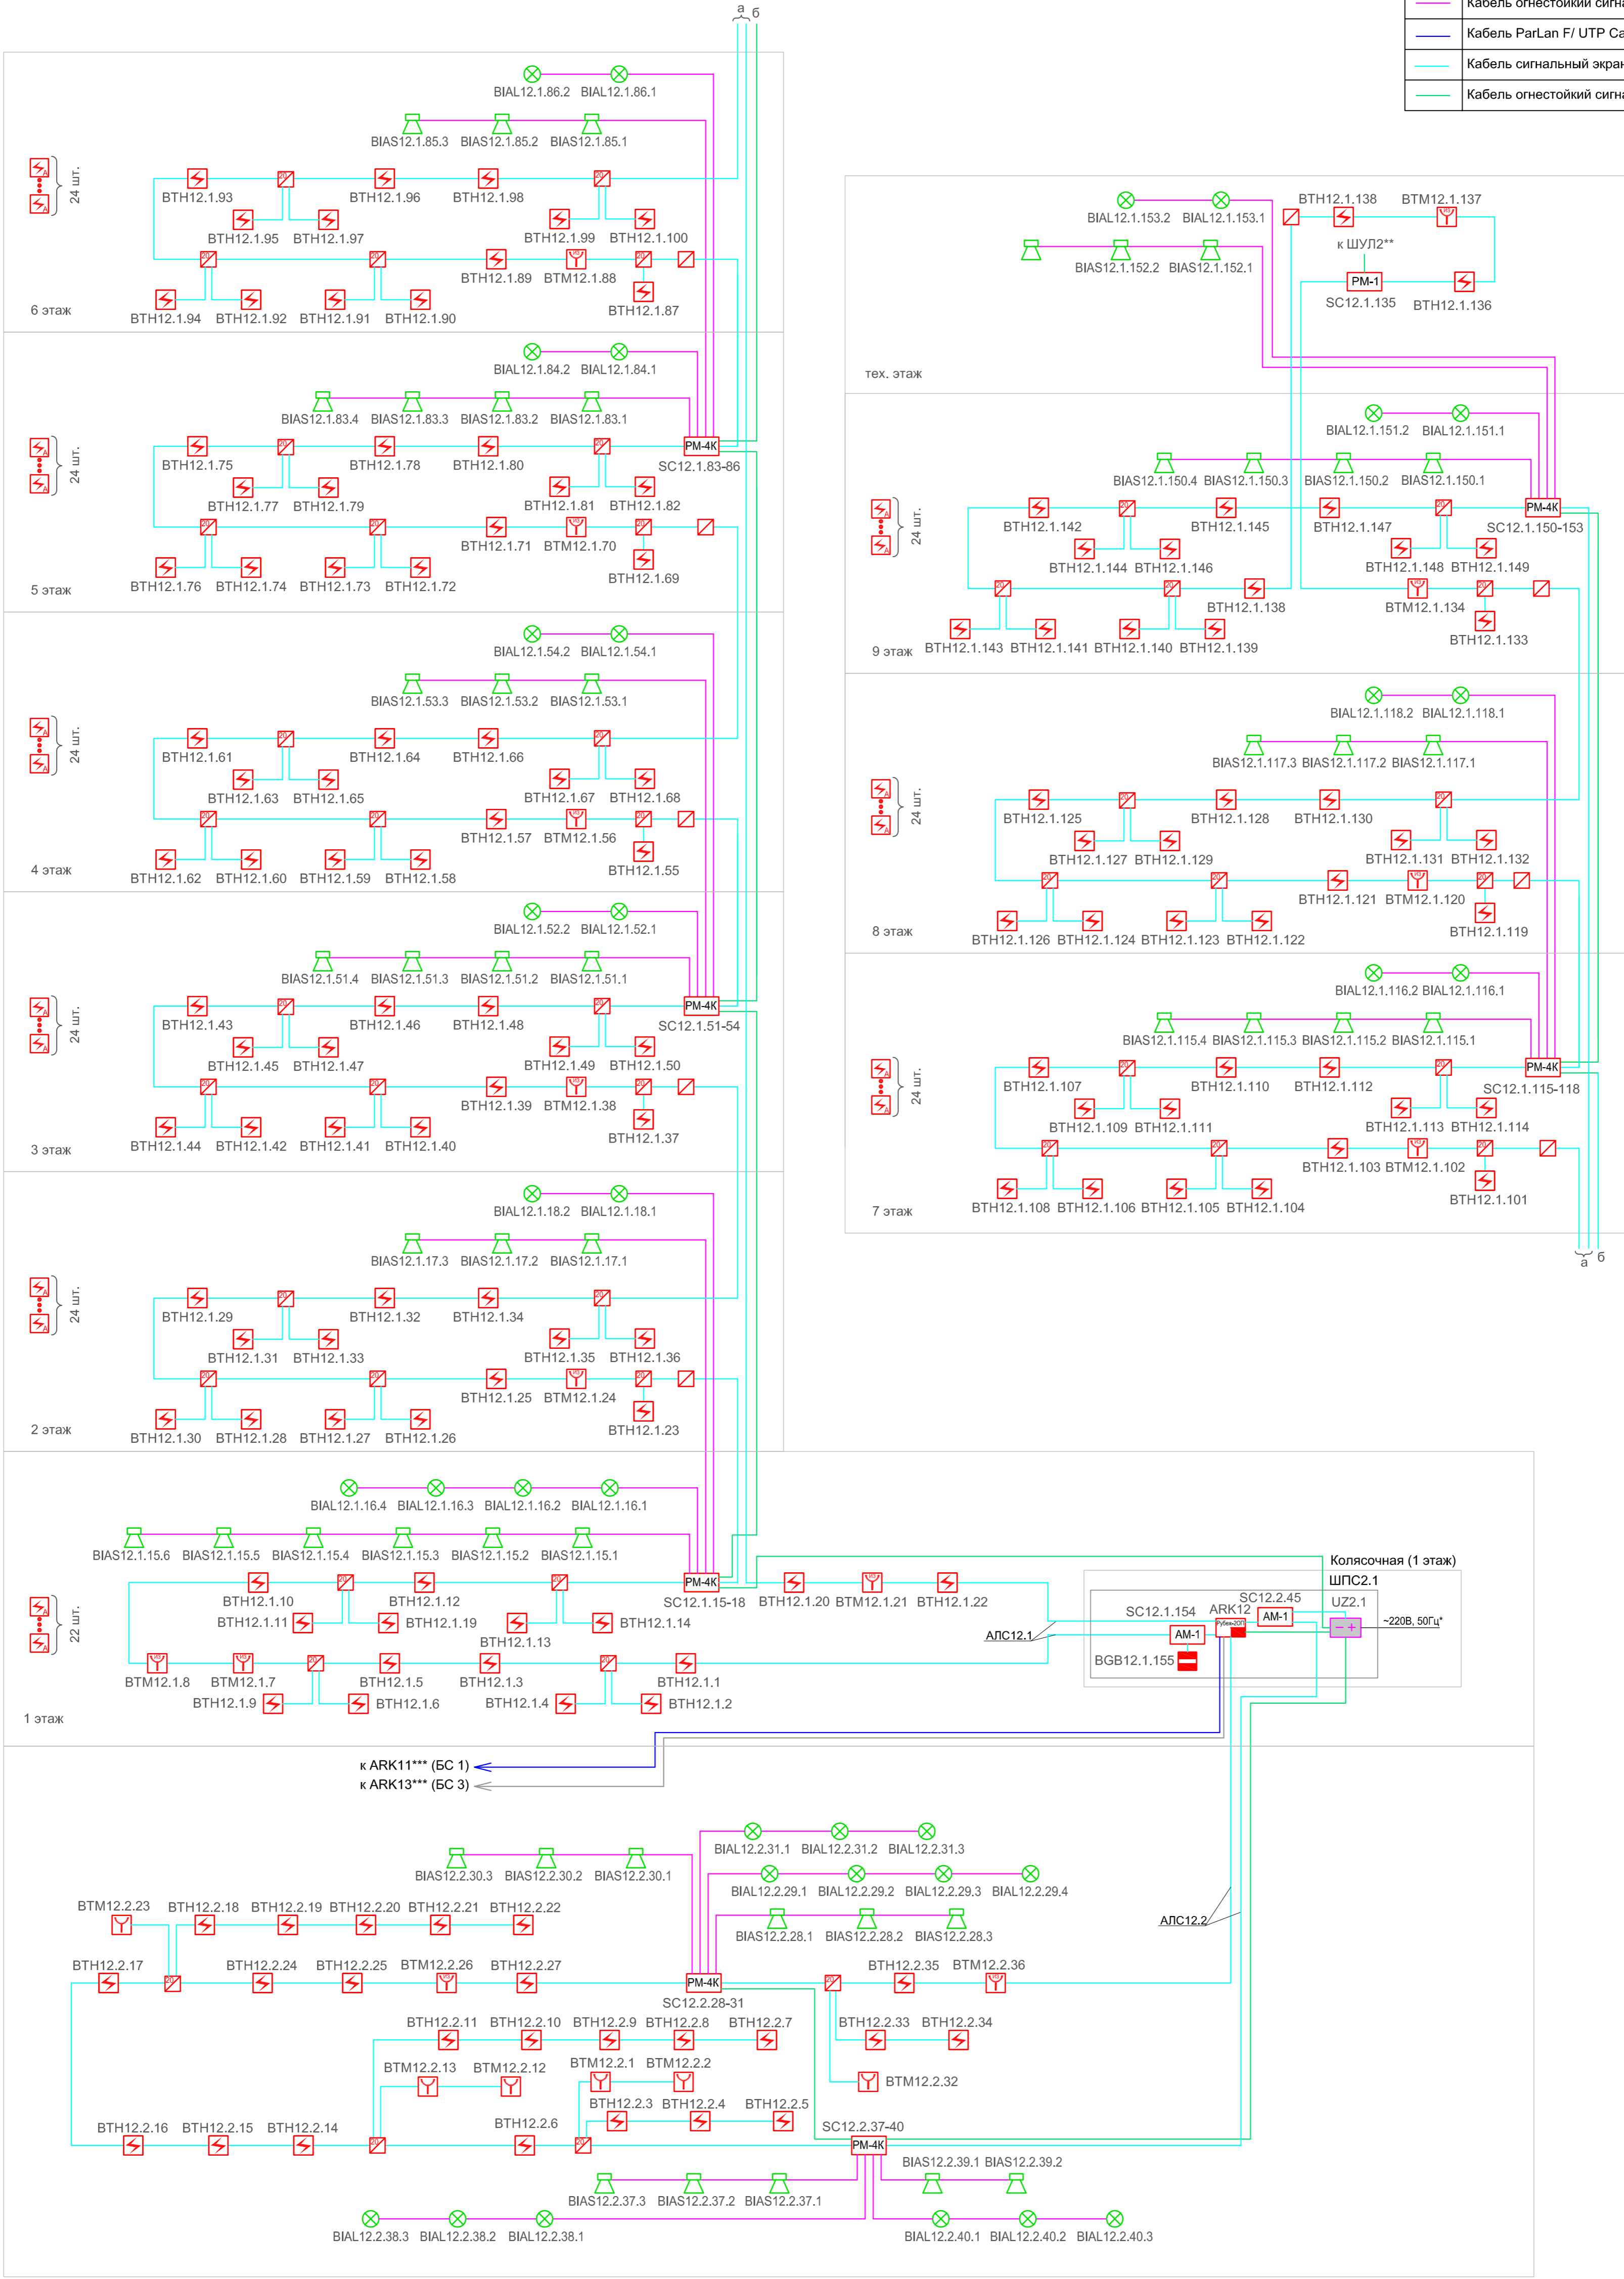 а б
Кабель огнестойкий сигна
Кабель ParLan F/ UTP Ca
Кабель сигнальный экран
Кабель огнестойкий сигна
BIAL12.1.86.2 BIAL12.1.86.1
BIAS12.1.85.3 BIAS12.1.85.2 BIAS12.1.85.1
24 шт.
BTH12.1.93 BTH12.1.96 BTH12.1.98
BTH12.1.95 BTH12.1.97 BTH12.1.99 BTH12.1.100
BTH12.1.89 BTM12.1.88
BTH12.1.87
BTH12.1.94 BTH12.1.92 BTH12.1.91 BTH12.1.90
6 этаж
BIAL12.1.84.2 BIAL12.1.84.1
BIAS12.1.83.4 BIAS12.1.83.3 BIAS12.1.83.2 BIAS12.1.83.1
24 шт.
PM-4К
SC12.1.83-86
BTH12.1.75 BTH12.1.78 BTH12.1.80
BTH12.1.77 BTH12.1.79 BTH12.1.81 BTH12.1.82
BTH12.1.71 BTM12.1.70
BTH12.1.69
BTH12.1.76 BTH12.1.74 BTH12.1.73 BTH12.1.72
5 этаж
BIAL12.1.54.2 BIAL12.1.54.1
BIAS12.1.53.3 BIAS12.1.53.2 BIAS12.1.53.1
24 шт.
BTH12.1.61 BTH12.1.64 BTH12.1.66
BTH12.1.63 BTH12.1.65 BTH12.1.67 BTH12.1.68
BTH12.1.57 BTM12.1.56
BTH12.1.55
BTH12.1.62 BTH12.1.60 BTH12.1.59 BTH12.1.58
4 этаж
BIAL12.1.52.2 BIAL12.1.52.1
BIAS12.1.51.4 BIAS12.1.51.3 BIAS12.1.51.2 BIAS12.1.51.1
24 шт.
PM-4К
SC12.1.51-54
BTH12.1.43 BTH12.1.46 BTH12.1.48
BTH12.1.45 BTH12.1.47 BTH12.1.49 BTH12.1.50
BTH12.1.39 BTM12.1.38
BTH12.1.37
BTH12.1.44 BTH12.1.42 BTH12.1.41 BTH12.1.40
3 этаж
BIAL12.1.18.2 BIAL12.1.18.1
BIAS12.1.17.3 BIAS12.1.17.2 BIAS12.1.17.1
24 шт.
BTH12.1.29 BTH12.1.32 BTH12.1.34
BTH12.1.31 BTH12.1.33 BTH12.1.35 BTH12.1.36
BTH12.1.25 BTM12.1.24
BTH12.1.23
BTH12.1.30 BTH12.1.28 BTH12.1.27 BTH12.1.26
2 этаж
BIAL12.1.153.2 BIAL12.1.153.1
BTH12.1.138 BTM12.1.137
к ШУЛ2**
BIAS12.1.152.2 BIAS12.1.152.1
PM-1
SC12.1.135 BTH12.1.136
тех. этаж
BIAL12.1.151.2 BIAL12.1.151.1
BIAS12.1.150.4 BIAS12.1.150.3 BIAS12.1.150.2 BIAS12.1.150.1
24 шт.
PM-4К
SC12.1.150-153
BTH12.1.142 BTH12.1.145 BTH12.1.147
BTH12.1.144 BTH12.1.146 BTH12.1.148 BTH12.1.149
BTH12.1.138 BTM12.1.134
BTH12.1.133
9 этаж
BTH12.1.143 BTH12.1.141 BTH12.1.140 BTH12.1.139
BIAL12.1.118.2 BIAL12.1.118.1
BIAS12.1.117.3 BIAS12.1.117.2 BIAS12.1.117.1
24 шт.
BTH12.1.125 BTH12.1.128 BTH12.1.130
BTH12.1.127 BTH12.1.129 BTH12.1.131 BTH12.1.132
BTH12.1.121 BTM12.1.120
BTH12.1.119
8 этаж
BTH12.1.126 BTH12.1.124 BTH12.1.123 BTH12.1.122
BIAL12.1.116.2 BIAL12.1.116.1
BIAS12.1.115.4 BIAS12.1.115.3 BIAS12.1.115.2 BIAS12.1.115.1
24 шт.
PM-4К
SC12.1.115-118
BTH12.1.107 BTH12.1.110 BTH12.1.112
BTH12.1.109 BTH12.1.111 BTH12.1.113 BTH12.1.114
BTH12.1.103 BTM12.1.102
BTH12.1.101
BTH12.1.108 BTH12.1.106 BTH12.1.105 BTH12.1.104
7 этаж
а б
BIAL12.1.16.4 BIAL12.1.16.3 BIAL12.1.16.2 BIAL12.1.16.1
BIAS12.1.15.6 BIAS12.1.15.5 BIAS12.1.15.4 BIAS12.1.15.3 BIAS12.1.15.2 BIAS12.1.15.1
22 шт.
PM-4К
SC12.1.15-18
BTH12.1.10 BTH12.1.12 BTH12.1.20 BTM12.1.21 BTH12.1.22
BTH12.1.11 BTH12.1.19 BTH12.1.13 BTH12.1.14
BTM12.1.8 BTM12.1.7 BTH12.1.5 BTH12.1.3 BTH12.1.1
BTH12.1.9 BTH12.1.6 BTH12.1.4 BTH12.1.2
1 этаж
АЛС12.1
Колясочная (1 этаж)
ШПС2.1
SC12.2.45 UZ2.1
SC12.1.154 ARK12
AM-1
Рубеж-2ОП
AM-1
~220В, 50Гц*
BGB12.1.155
к ARK11*** (БС 1)
к ARK13*** (БС 3)
BIAL12.2.31.1 BIAL12.2.31.2 BIAL12.2.31.3
BIAS12.2.30.3 BIAS12.2.30.2 BIAS12.2.30.1
BIAL12.2.29.1 BIAL12.2.29.2 BIAL12.2.29.3 BIAL12.2.29.4
BIAS12.2.28.1 BIAS12.2.28.2 BIAS12.2.28.3
АЛС12.2
BTM12.2.23 BTH12.2.18 BTH12.2.19 BTH12.2.20 BTH12.2.21 BTH12.2.22
BTH12.2.17 BTH12.2.24 BTH12.2.25 BTM12.2.26 BTH12.2.27
PM-4К
SC12.2.28-31
BTH12.2.35 BTM12.2.36
BTH12.2.33 BTH12.2.34
BTM12.2.32
BTH12.2.11 BTH12.2.10 BTH12.2.9 BTH12.2.8 BTH12.2.7
BTM12.2.13 BTM12.2.12 BTM12.2.1 BTM12.2.2
BTH12.2.3 BTH12.2.4 BTH12.2.5
BTH12.2.16 BTH12.2.15 BTH12.2.14 BTH12.2.6
SC12.2.37-40
PM-4К
BIAS12.2.39.1 BIAS12.2.39.2
BIAS12.2.37.3 BIAS12.2.37.2 BIAS12.2.37.1
BIAL12.2.38.3 BIAL12.2.38.2 BIAL12.2.38.1
BIAL12.2.40.1 BIAL12.2.40.2 BIAL12.2.40.3